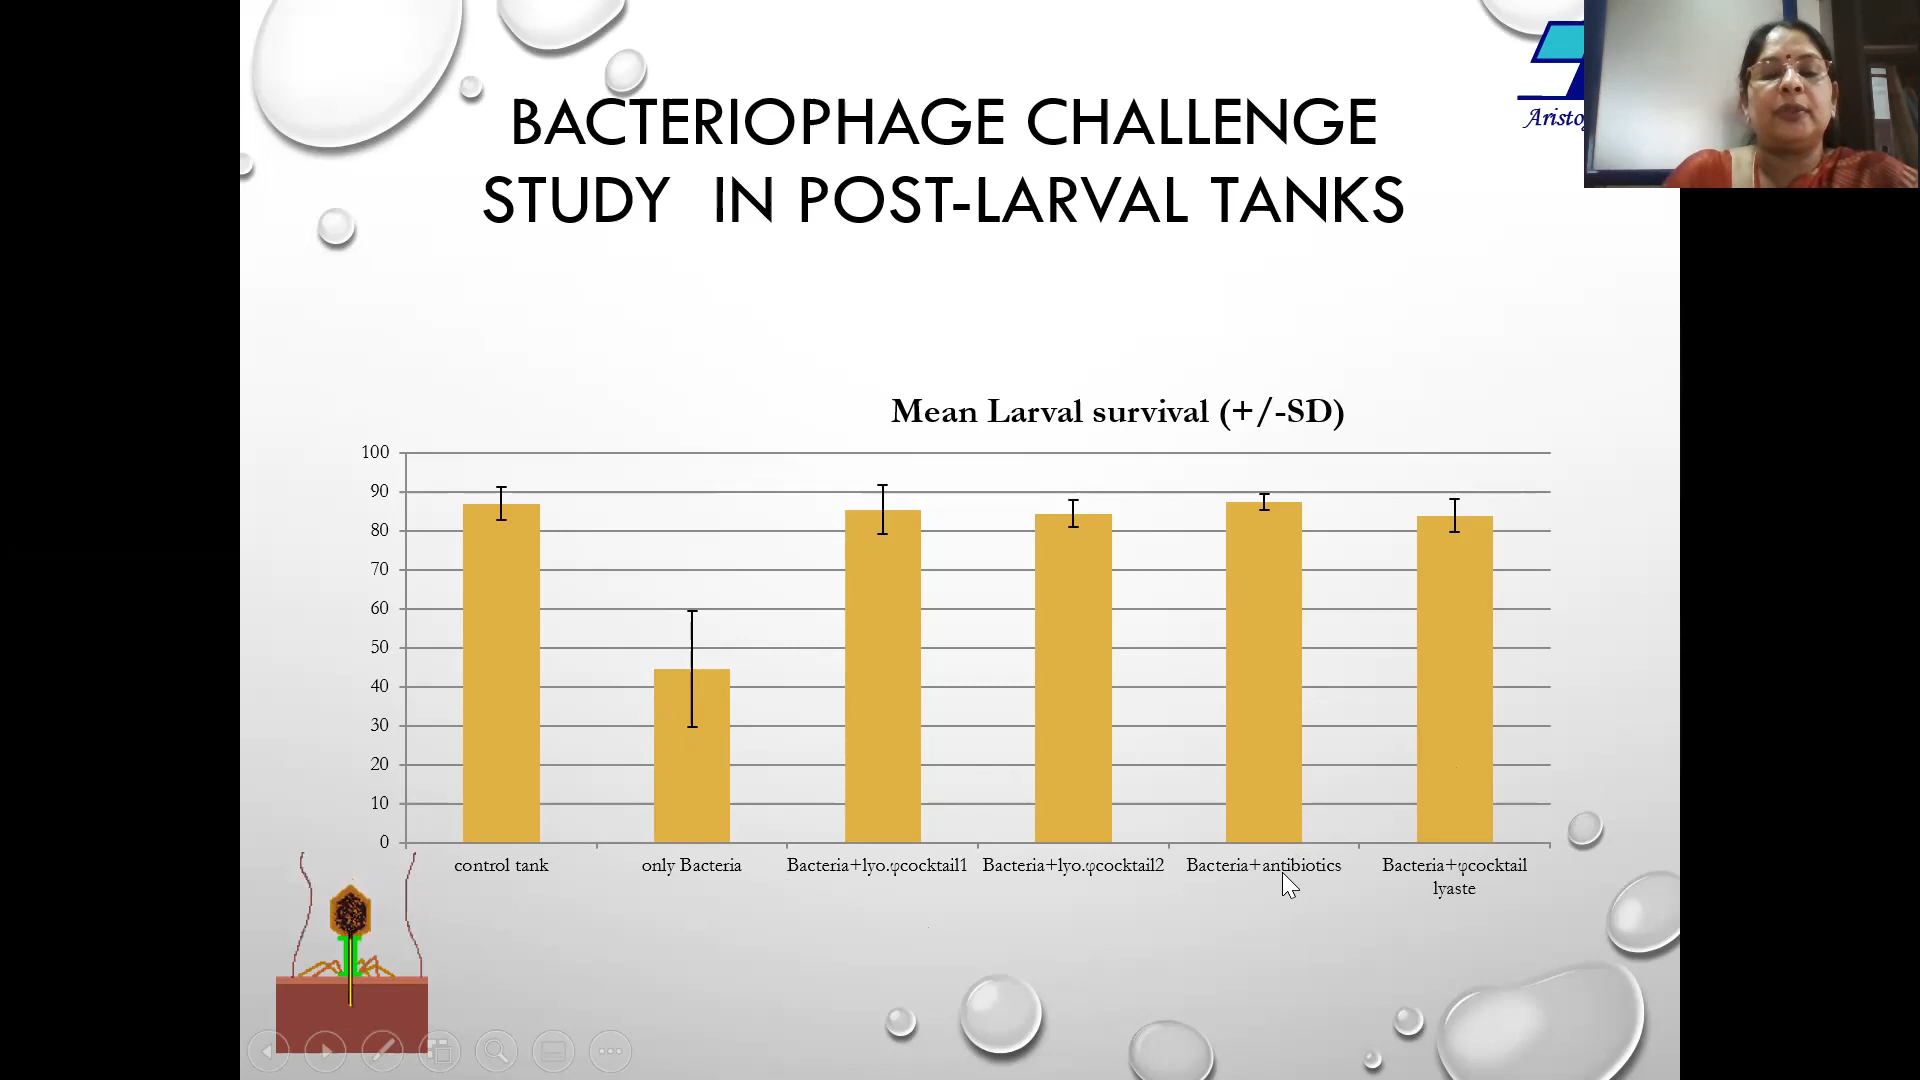 BACTERIOPHAGE CHALLENGE
STUDY IN POST-LARVAL TANKS
Mean Larval survival (+/-SD)
100
90
80
70
60
50
40
30
20
10
0
control tank
only Bacteria
Bacteria+lyo.φcocktail1
Bacteria+lyo.φcocktail2
Bacteria+antibiotics
Bacteria+φcocktail
lyaste